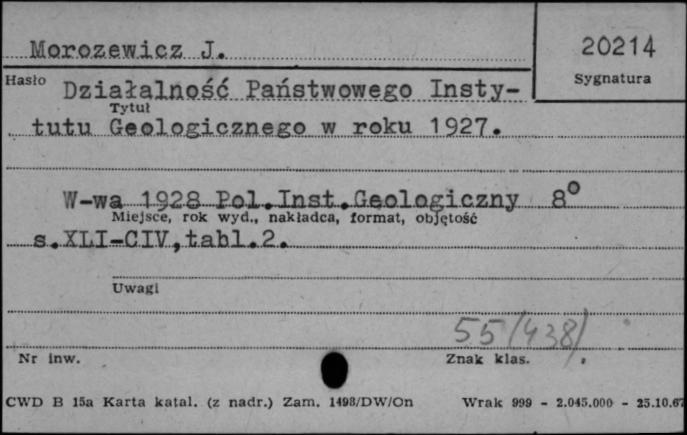 Morozewicz J.
20214
Hasło
Sygnatura
Działalność Państwowego Insty-
Tytuł
tutu Geologicznego w roku 1927.
W-wa 1928 Pol.Inst.Geologiczny 8°
Miejsce, rok wyd., nakładca, format, objętość
s.XLI-CIV,tabl.2.
Uwagi
55/438/
Nr inw.
Znak klas.
CWD B 15a Karta katal. (z nadr.) Zam. 1498/DW/On Wrak 999 - 2.045.000 - 25.10.67